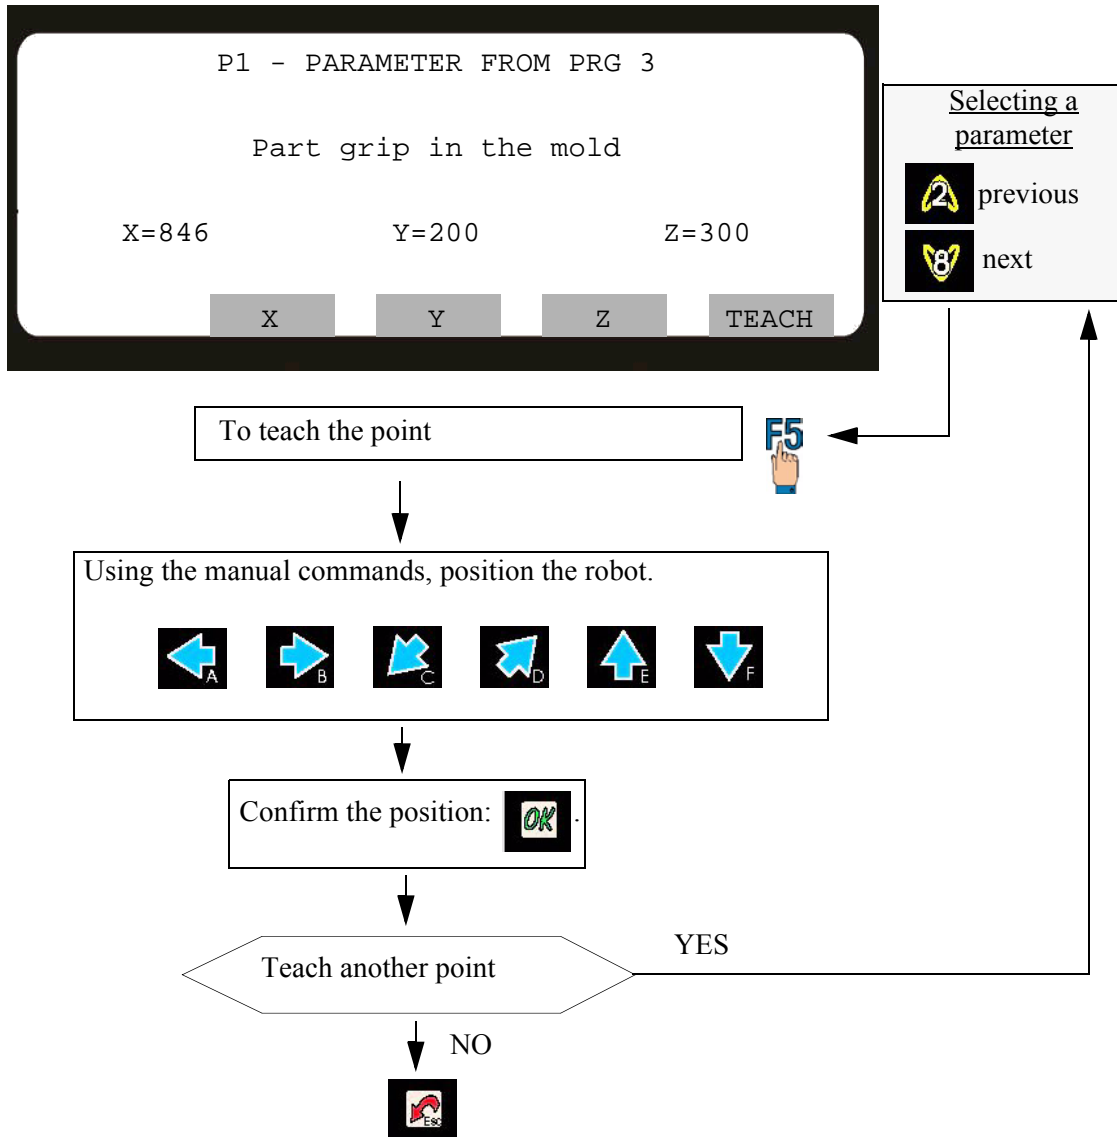 P1 - PARAMETER FROM PRG 3
Part grip in the mold
X=846 Y=200 Z=300
X Y Z TEACH
Selecting a
parameter
2 previous
8 next
To teach the point
F5
Using the manual commands, position the robot.
A B C D E F
Confirm the position: OK .
Teach another point
YES
NO
Esc